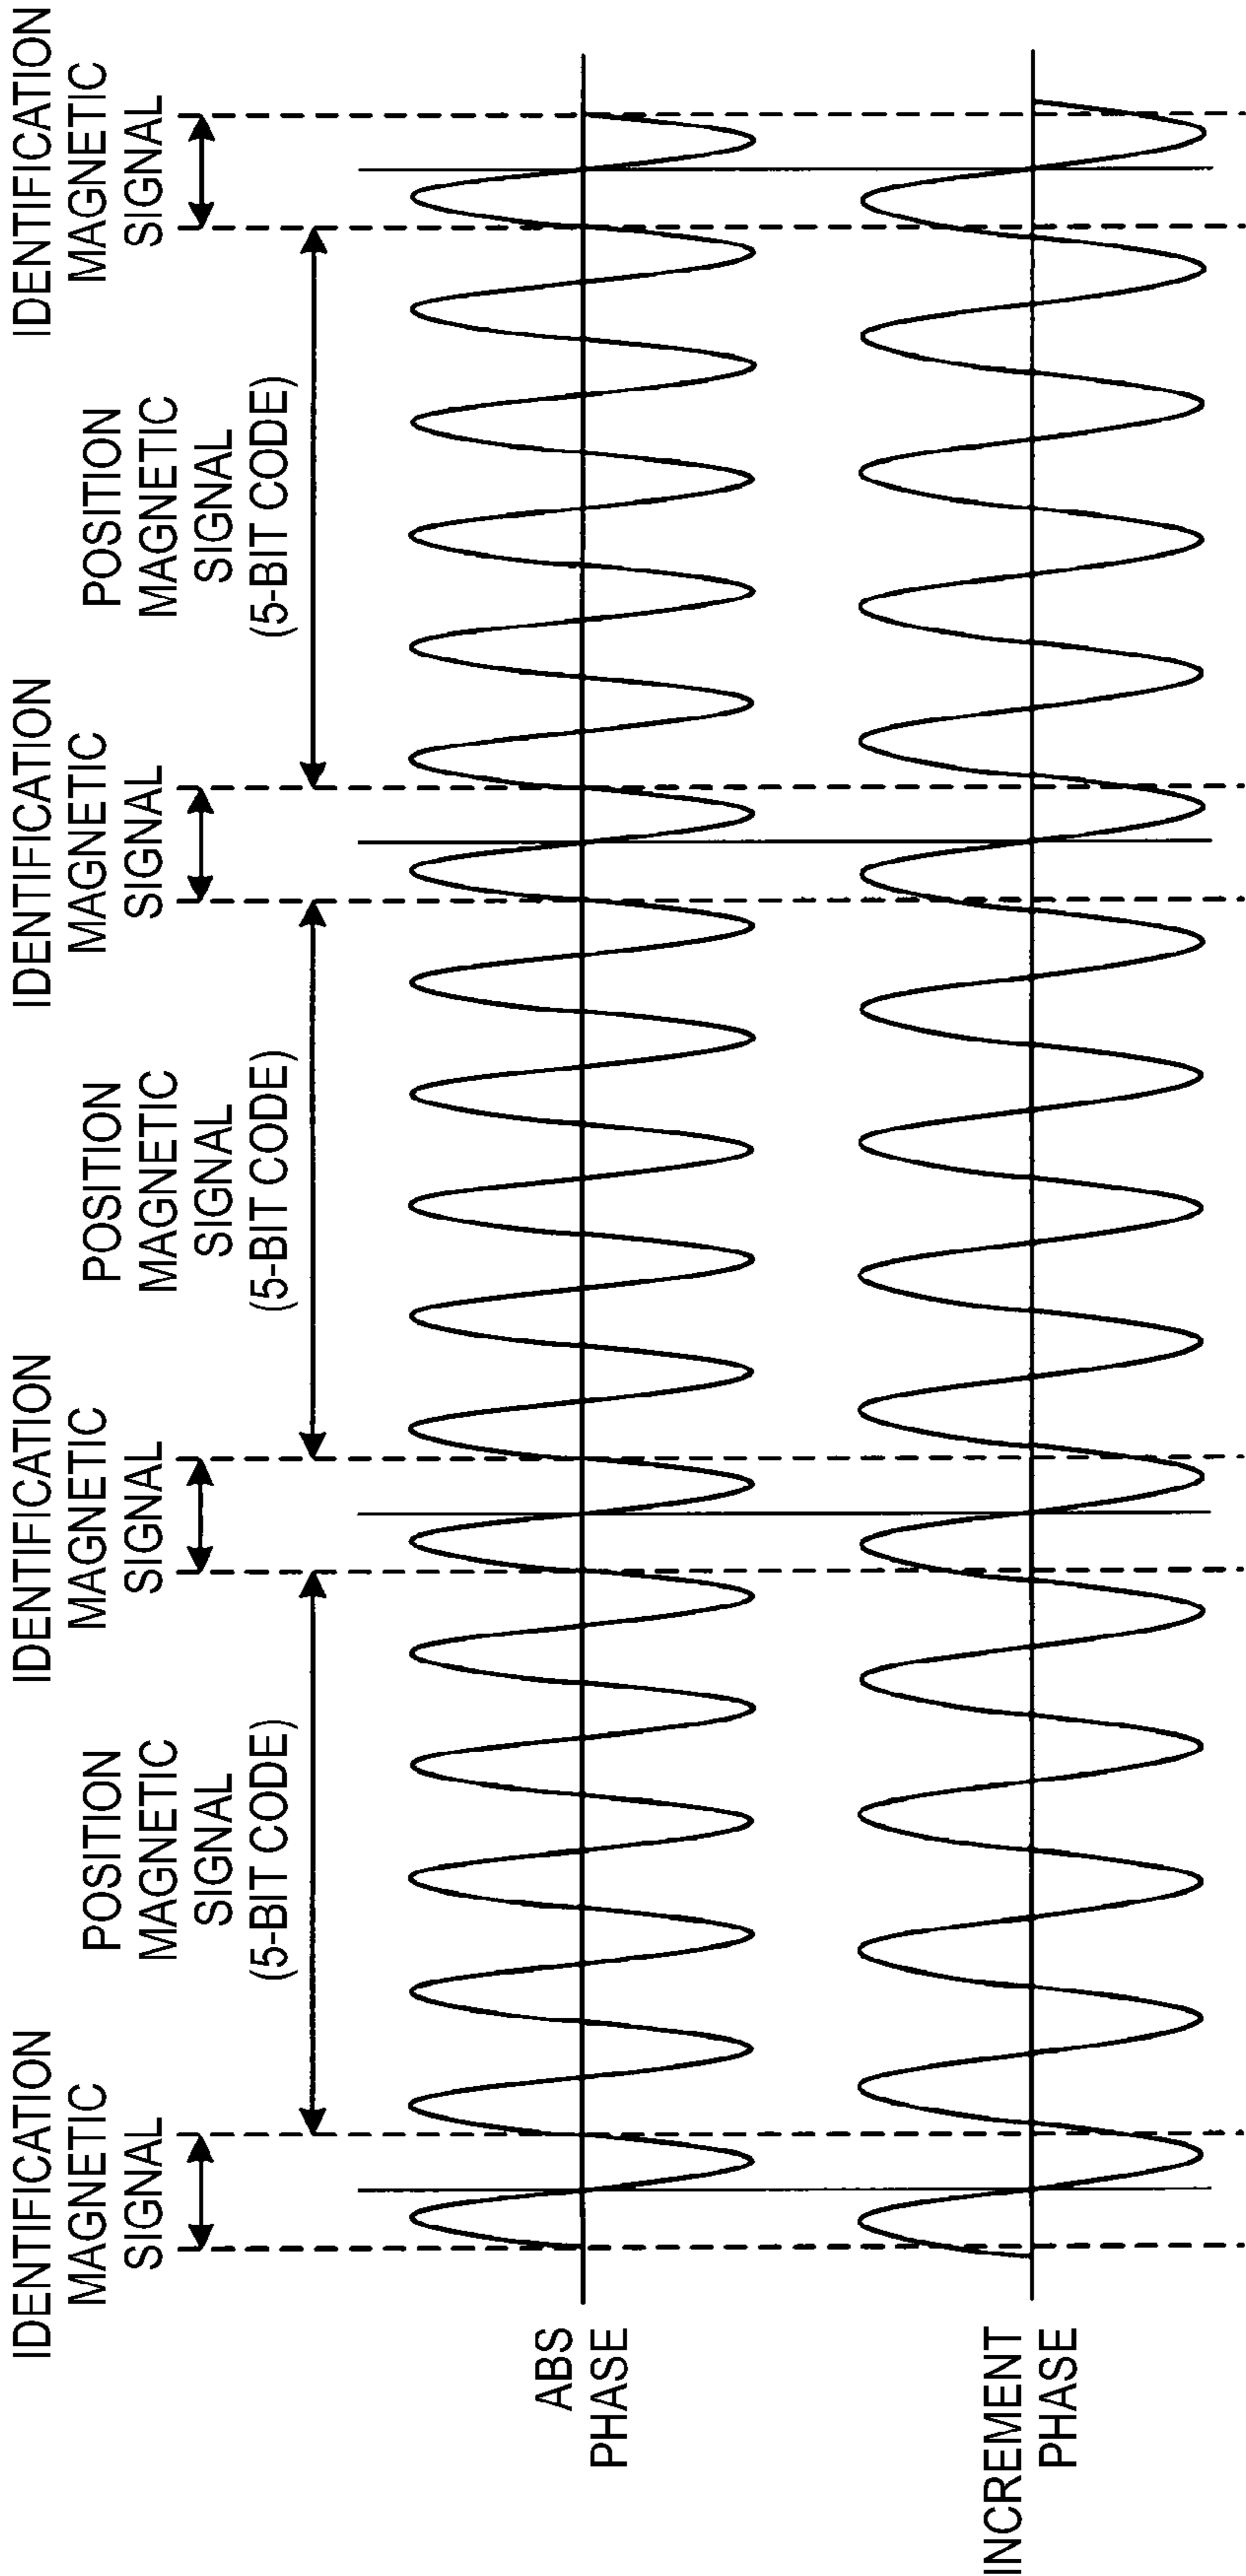 IDENTIFICATION
MAGNETIC
SIGNAL
POSITION
MAGNETIC
SIGNAL
(5-BIT CODE)
IDENTIFICATION
MAGNETIC
SIGNAL
POSITION
MAGNETIC
SIGNAL
(5-BIT CODE)
IDENTIFICATION
MAGNETIC
SIGNAL
POSITION
MAGNETIC
SIGNAL
(5-BIT CODE)
IDENTIFICATION
MAGNETIC
SIGNAL
ABS
PHASE
INCREMENT
PHASE